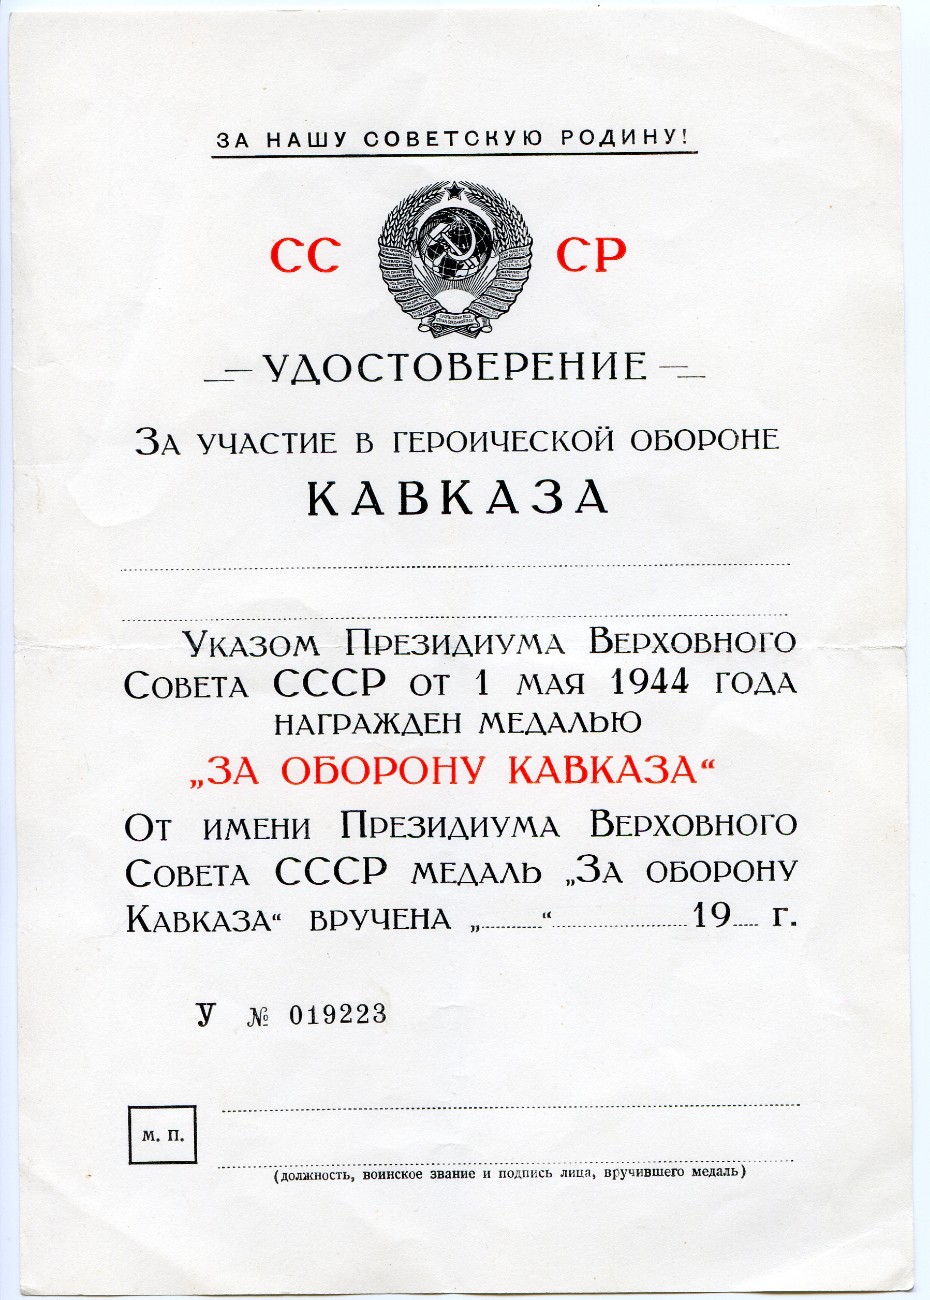 ЗА НАШУ СОВЕТСКУЮ РОДИНУ!
СС СР
УДОСТОВЕРЕНИЕ
ЗА УЧАСТИЕ В ГЕРОИЧЕСКОЙ ОБОРОНЕ
КАВКАЗА
УКАЗОМ ПРЕЗИДИУМА ВЕРХОВНОГО
СОВЕТА СССР ОТ 1 МАЯ 1944 ГОДА
НАГРАЖДЕН МЕДАЛЬЮ
„ЗА ОБОРОНУ КАВКАЗА“
ОТ ИМЕНИ ПРЕЗИДИУМА ВЕРХОВНОГО
СОВЕТА СССР МЕДАЛЬ „ЗА ОБОРОНУ
КАВКАЗА“ ВРУЧЕНА „..........“ .......................... 19..... Г.
У № 019223
М. П.
(должность, воинское звание и подпись лица, вручившего медаль)